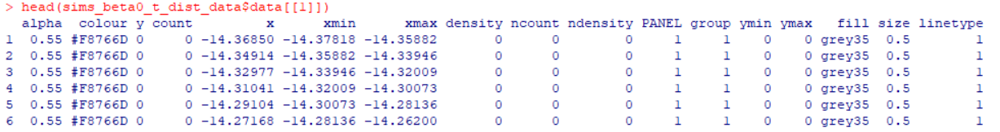 > head(sims_beta0_t_dist_data$data[[1]])
  alpha  colour y count         x      xmin      xmax density ncount ndensity PANEL group ymin ymax   fill size linetype
1  0.55 #F8766D 0     0 -14.36850 -14.37818 -14.35882       0      0        0     1     1    0    0 grey35  0.5        1
2  0.55 #F8766D 0     0 -14.34914 -14.35882 -14.33946       0      0        0     1     1    0    0 grey35  0.5        1
3  0.55 #F8766D 0     0 -14.32977 -14.33946 -14.32009       0      0        0     1     1    0    0 grey35  0.5        1
4  0.55 #F8766D 0     0 -14.31041 -14.32009 -14.30073       0      0        0     1     1    0    0 grey35  0.5        1
5  0.55 #F8766D 0     0 -14.29104 -14.30073 -14.28136       0      0        0     1     1    0    0 grey35  0.5        1
6  0.55 #F8766D 0     0 -14.27168 -14.28136 -14.26200       0      0        0     1     1    0    0 grey35  0.5        1